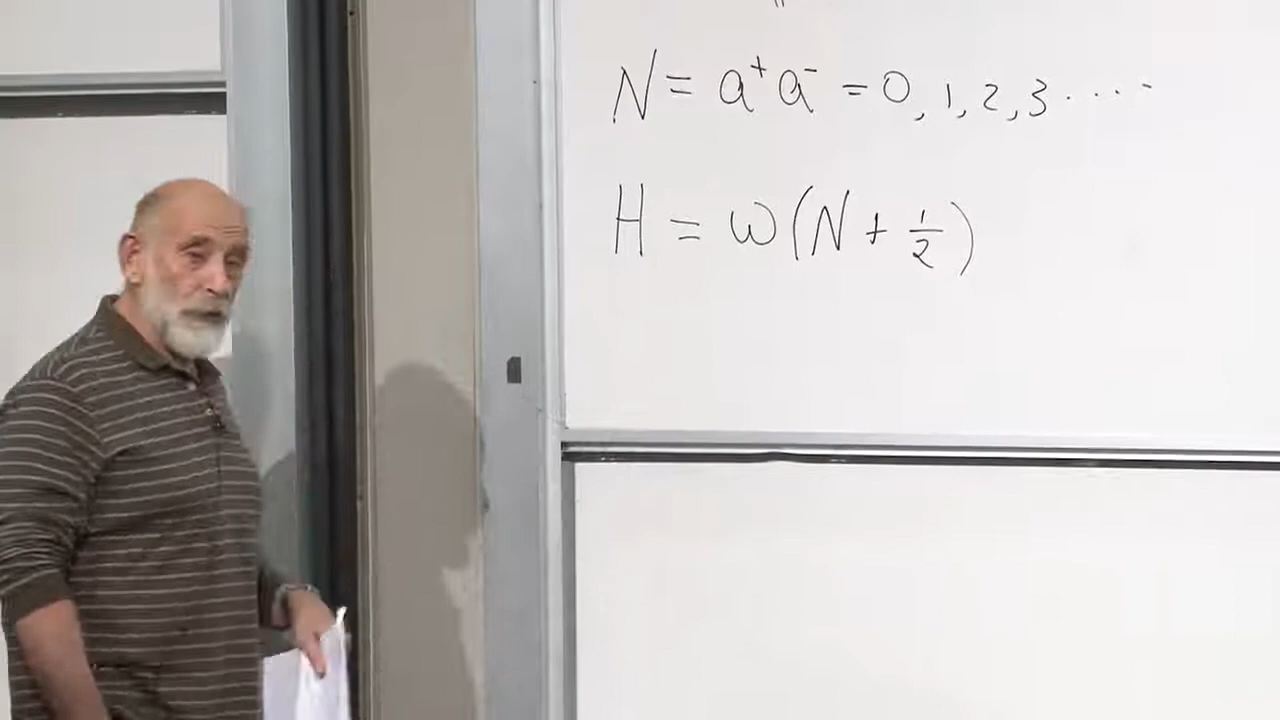 N = a⁺ a⁻ = 0, 1, 2, 3 . . . .
H = ω(N + 1/2)